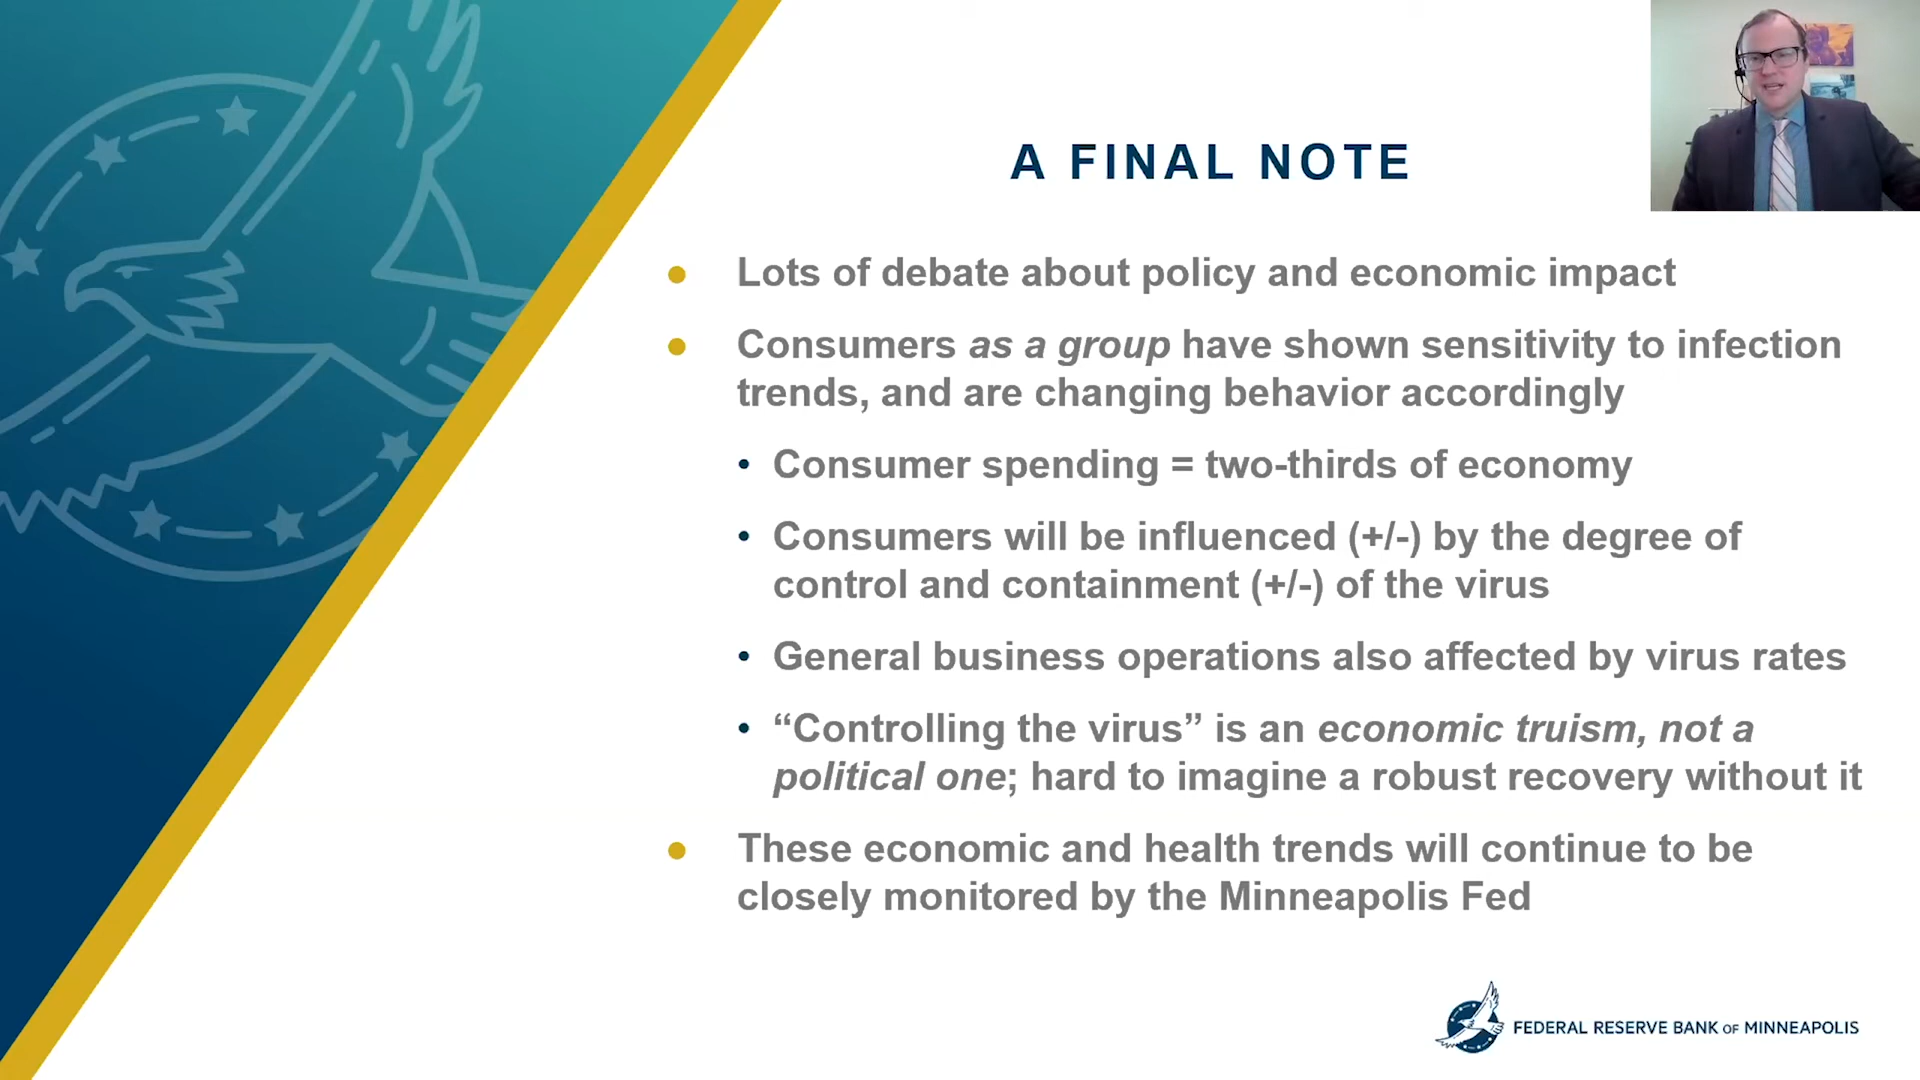 A FINAL NOTE
● Lots of debate about policy and economic impact
● Consumers as a group have shown sensitivity to infection
trends, and are changing behavior accordingly
• Consumer spending = two-thirds of economy
• Consumers will be influenced (+/-) by the degree of
control and containment (+/-) of the virus
• General business operations also affected by virus rates
• “Controlling the virus” is an economic truism, not a
political one; hard to imagine a robust recovery without it
● These economic and health trends will continue to be
closely monitored by the Minneapolis Fed
FEDERAL RESERVE BANK OF MINNEAPOLIS